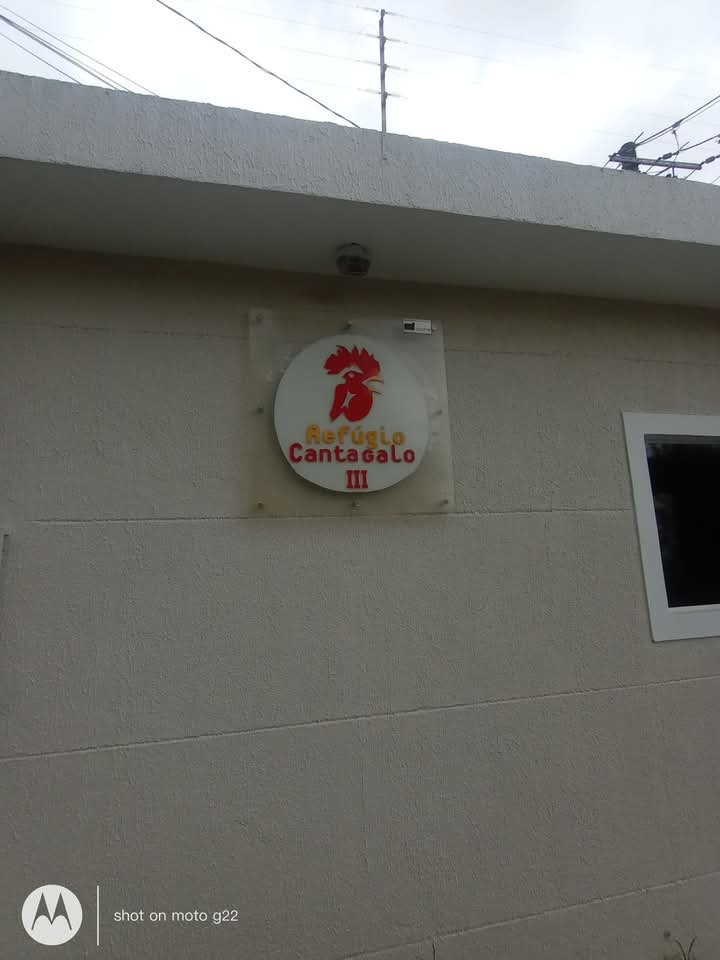 Refúgio
Cantagalo
III
shot on moto g22